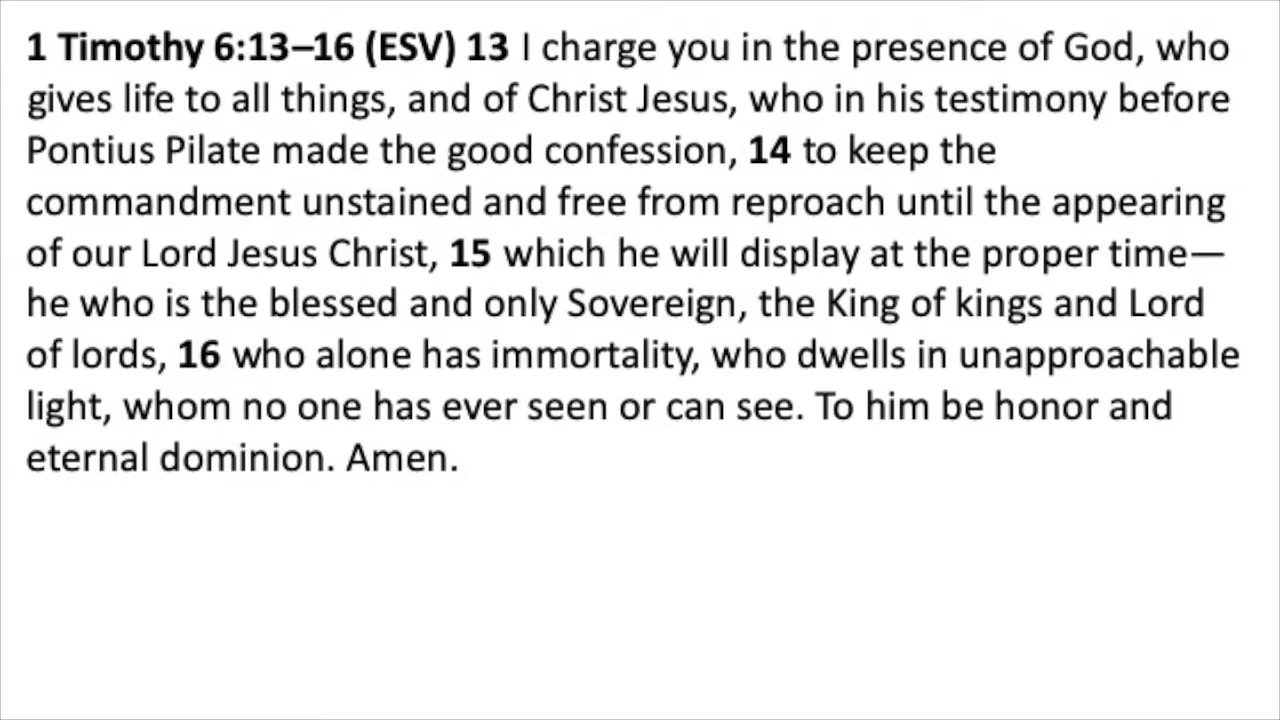 1 Timothy 6:13–16 (ESV) 13 I charge you in the presence of God, who
gives life to all things, and of Christ Jesus, who in his testimony before
Pontius Pilate made the good confession, 14 to keep the
commandment unstained and free from reproach until the appearing
of our Lord Jesus Christ, 15 which he will display at the proper time—
he who is the blessed and only Sovereign, the King of kings and Lord
of lords, 16 who alone has immortality, who dwells in unapproachable
light, whom no one has ever seen or can see. To him be honor and
eternal dominion. Amen.